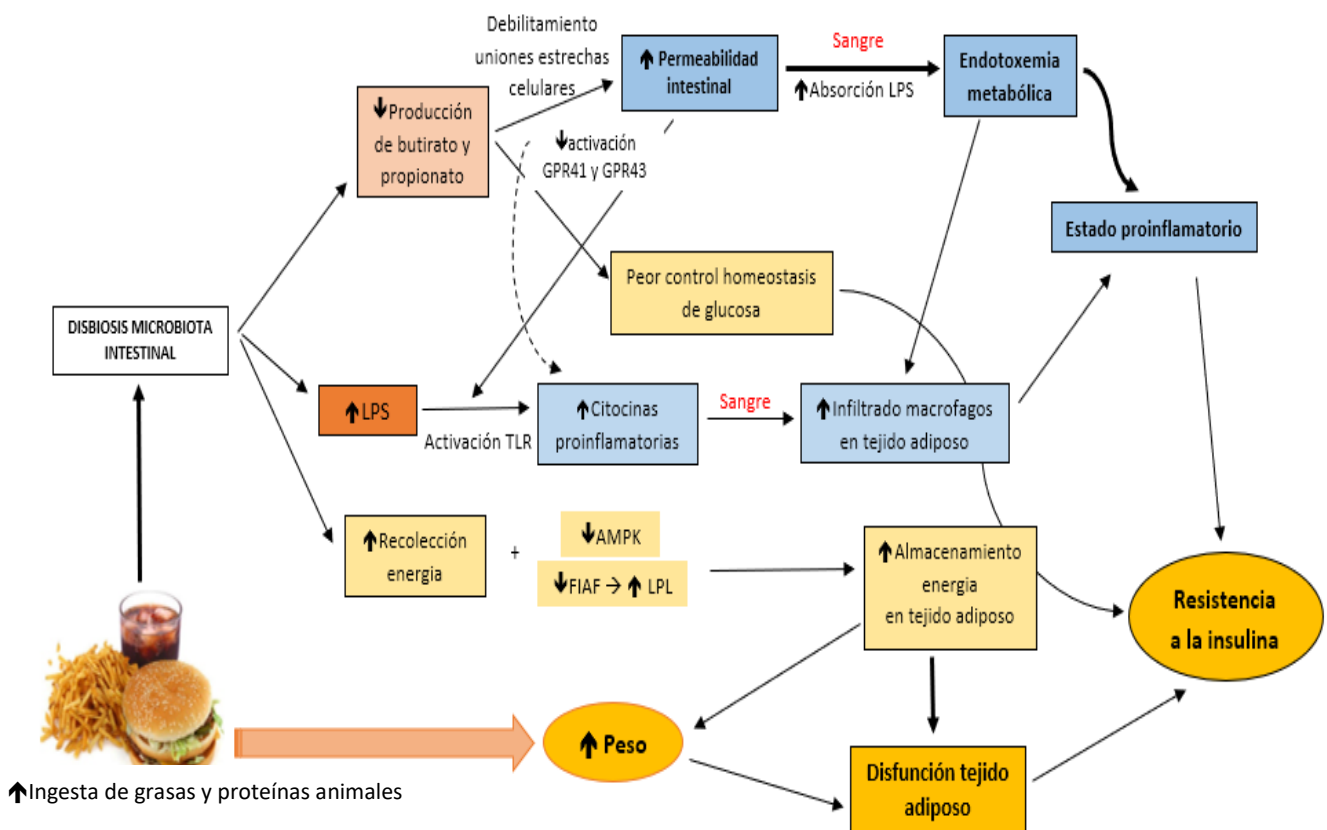 Debilitamiento
uniones estrechas
celulares
↑ Permeabilidad
intestinal
Sangre
↑Absorción LPS
Endotoxemia
metabólica
↓Producción
de butirato y
propionato
↓activación
GPR41 y GPR43
Estado proinflamatorio
Peor control homeostasis
de glucosa
DISBIOSIS MICROBIOTA
INTESTINAL
↑LPS
Activación TLR
↑Citocinas
proinflamatorias
Sangre
↑Infiltrado macrofagos
en tejido adiposo
↑Recolección
energia
+
↓AMPK
↓FIAF → ↑ LPL
↑Almacenamiento
energia
en tejido adiposo
Resistencia
a la insulina
↑ Peso
Disfunción tejido
adiposo
↑Ingesta de grasas y proteínas animales